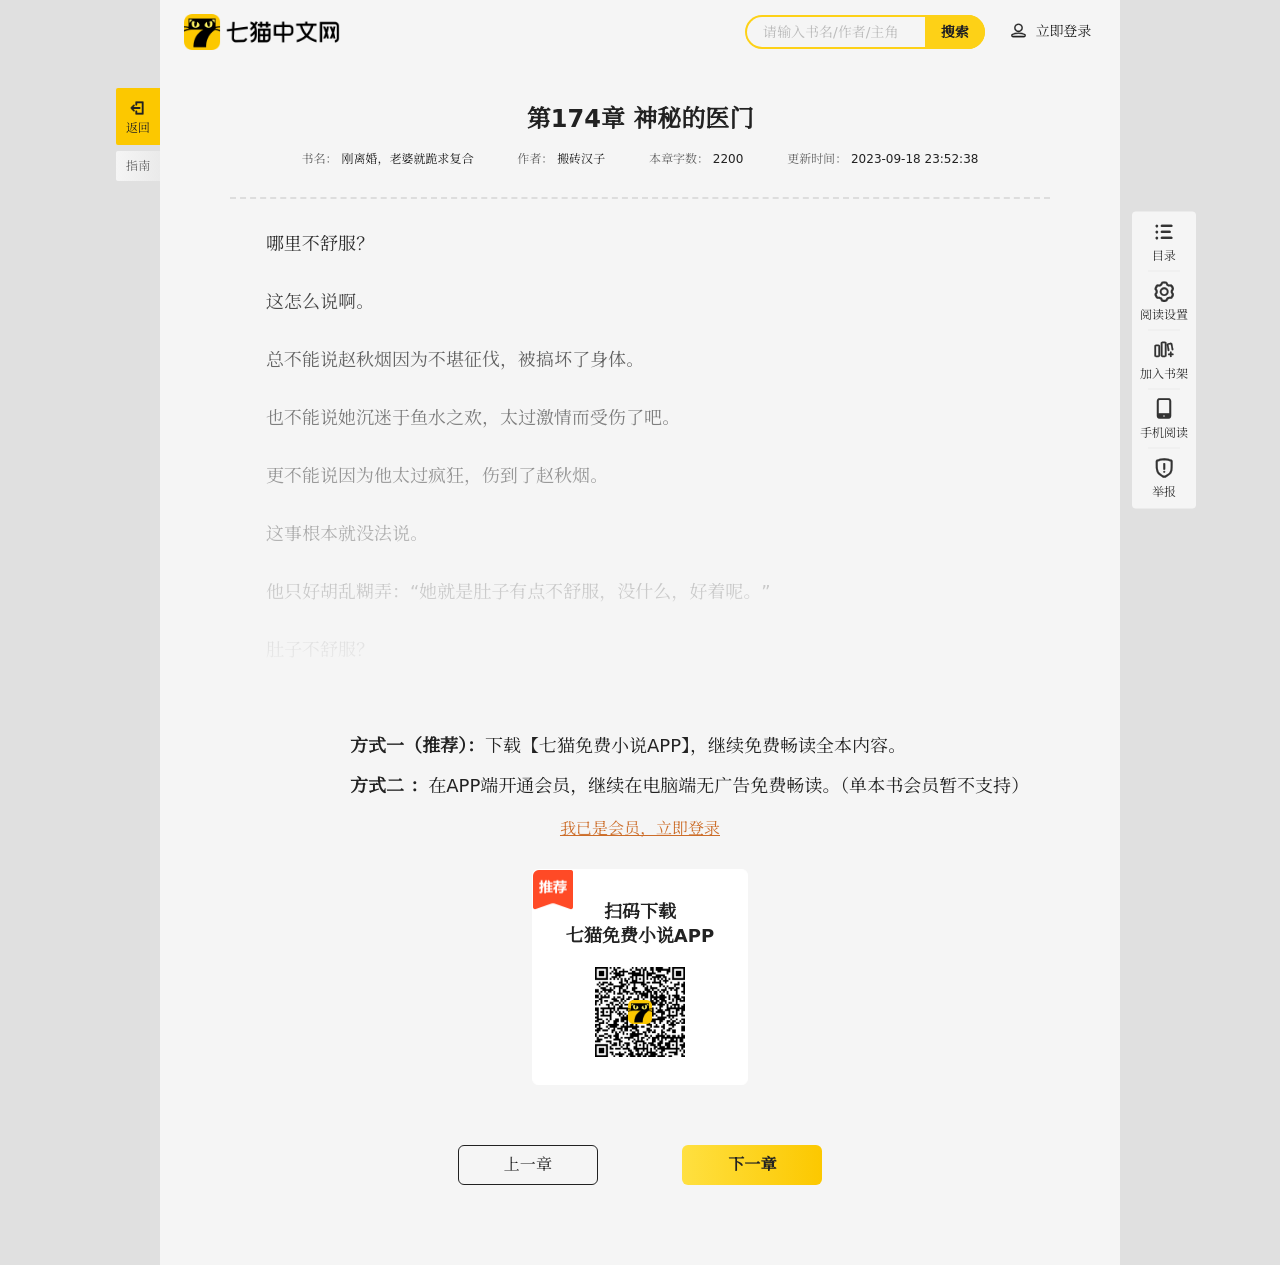 七猫中文网
请输入书名/作者/主角
搜索
立即登录
返回
指南
第174章 神秘的医门
书名： 刚离婚，老婆就跪求复合 作者： 搬砖汉子 本章字数： 2200 更新时间： 2023-09-18 23:52:38
哪里不舒服？
这怎么说啊。
总不能说赵秋烟因为不堪征伐，被搞坏了身体。
也不能说她沉迷于鱼水之欢，太过激情而受伤了吧。
更不能说因为他太过疯狂，伤到了赵秋烟。
这事根本就没法说。
他只好胡乱糊弄：“她就是肚子有点不舒服，没什么，好着呢。”
肚子不舒服？
目录
阅读设置
加入书架
手机阅读
举报
方式一（推荐）：下载【七猫免费小说APP】，继续免费畅读全本内容。
方式二 ：在APP端开通会员，继续在电脑端无广告免费畅读。（单本书会员暂不支持）
我已是会员，立即登录
推荐
扫码下载
七猫免费小说APP
上一章
下一章